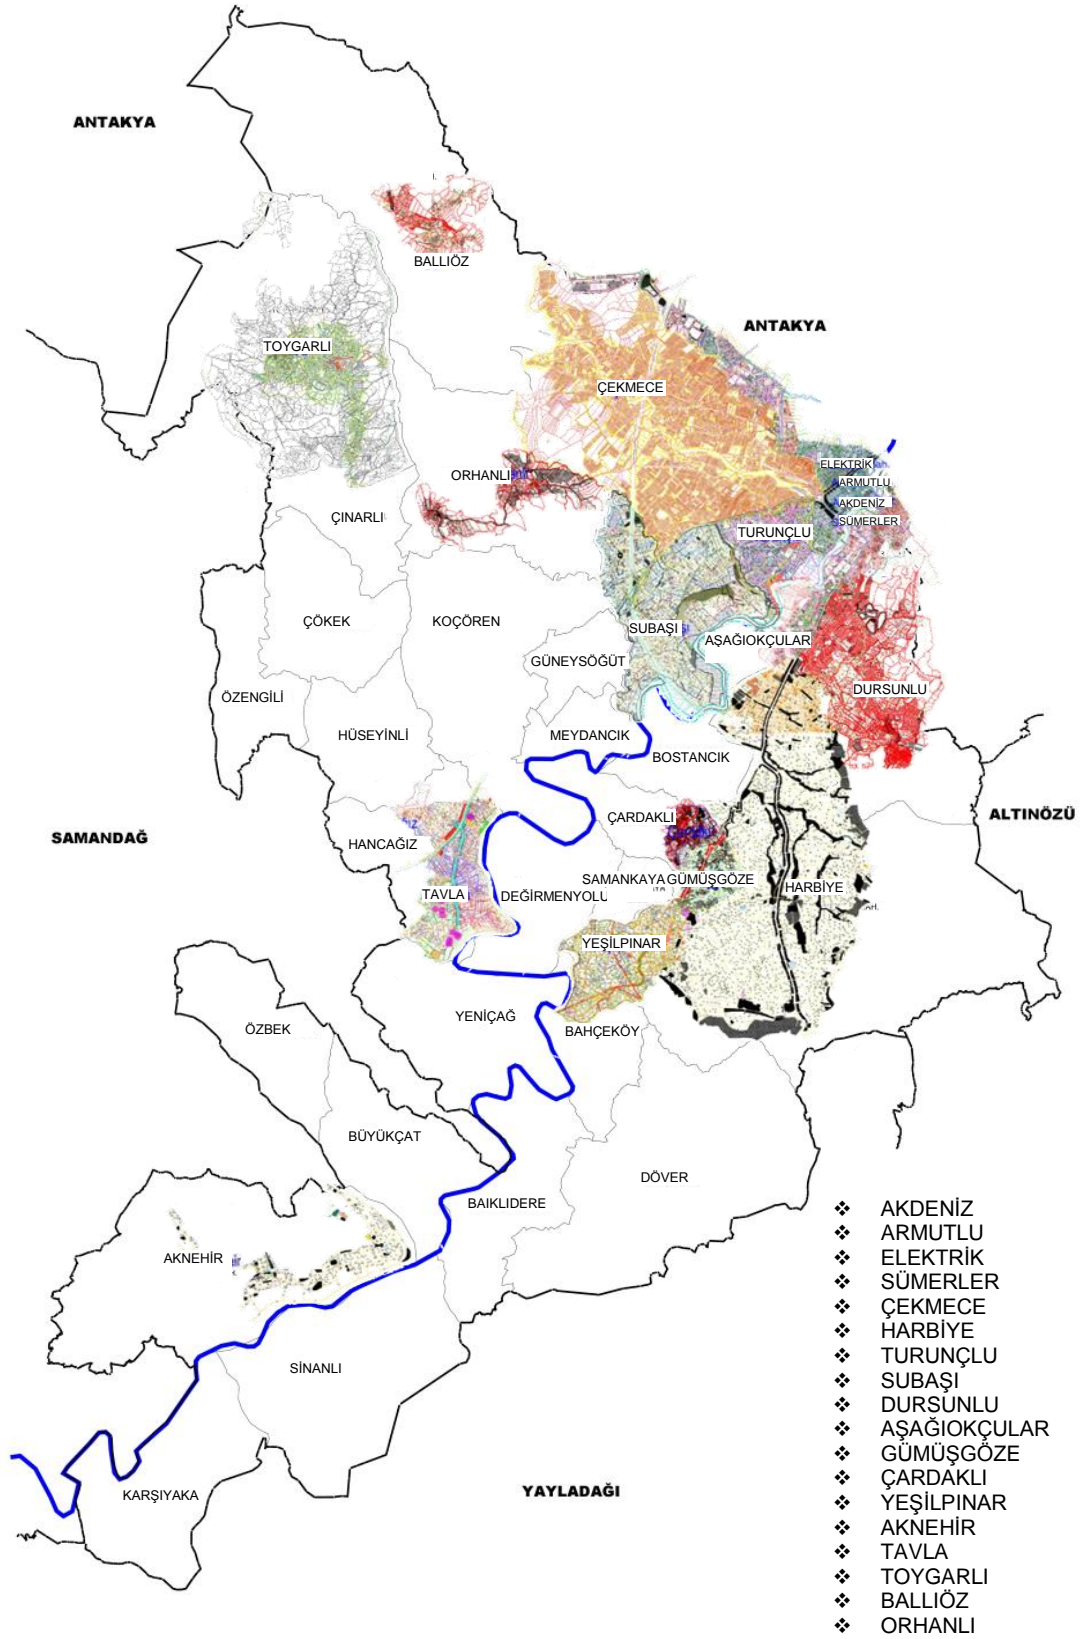 ANTAKYA
BALLIÖZ
ANTAKYA
TOYGARLI
ÇEKMECE
ELEKTRİK
ORHANLI
ARMUTLU
AKDENİZ
ÇINARLI
SÜMERLER
TURUNÇLU
ÇÖKEK
KOÇÖREN
SUBAŞI
AŞAĞIOKÇULAR
GÜNEYSÖĞÜT
DURSUNLU
ÖZENGİLİ
HÜSEYİNLİ
MEYDANCIK
BOSTANCIK
ALTINÖZÜ
ÇARDAKLI
SAMANDAĞ
HANCAĞIZ
SAMANKAYA GÜMÜŞGÖZE
HARBİYE
TAVLA
DEĞİRMENYOLU
YEŞİLPINAR
YENİÇAĞ
ÖZBEK
BAHÇEKÖY
BÜYÜKÇAT
DÖVER
BAIKLIDERE
AKNEHİR
SİNANLI
KARŞIYAKA
YAYLADAĞI
❖ AKDENİZ
❖ ARMUTLU
❖ ELEKTRİK
❖ SÜMERLER
❖ ÇEKMECE
❖ HARBİYE
❖ TURUNÇLU
❖ SUBAŞI
❖ DURSUNLU
❖ AŞAĞIOKÇULAR
❖ GÜMÜŞGÖZE
❖ ÇARDAKLI
❖ YEŞİLPINAR
❖ AKNEHİR
❖ TAVLA
❖ TOYGARLI
❖ BALLIÖZ
❖ ORHANLI